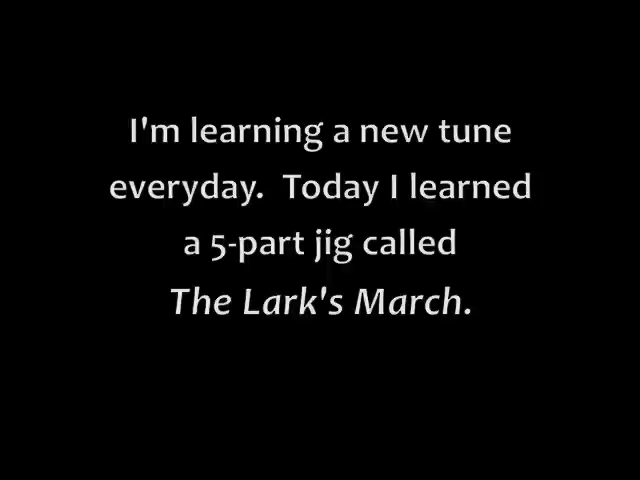 I'm learning a new tune
everyday.  Today I learned
a 5-part jig called
The Lark's March.